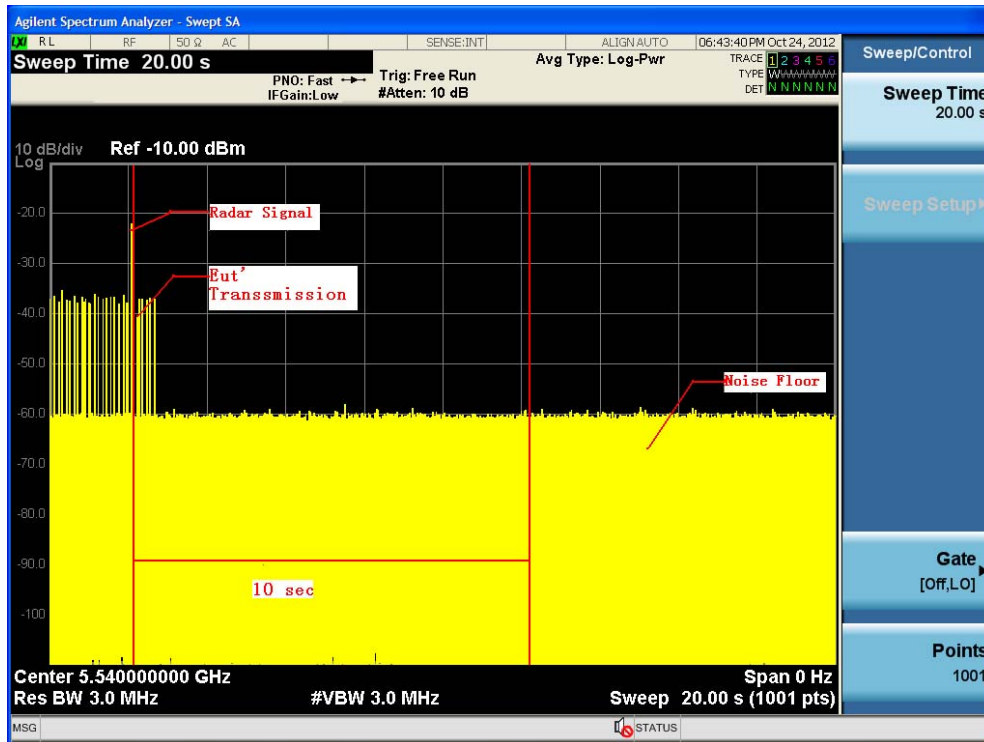 Agilent Spectrum Analyzer - Swept SA
LXI RL RF 50 Ω AC SENSE:INT ALIGN AUTO 06:43:40 PM Oct 24, 2012
Sweep Time 20.00 s
PNO: Fast
IFGain:Low
Trig: Free Run
#Atten: 10 dB
Avg Type: Log-Pwr
TRACE 1 2 3 4 5 6
TYPE W
DET N N N N N N
10 dB/div Ref -10.00 dBm
Log
-20.0
-30.0
-40.0
-50.0
-60.0
-70.0
-80.0
-90.0
-100
Radar Signal
Eut'
Transsmission
Noise Floor
10 sec
Center 5.540000000 GHz Span 0 Hz
Res BW 3.0 MHz #VBW 3.0 MHz Sweep 20.00 s (1001 pts)
MSG STATUS
Sweep/Control
Sweep Time
20.00 s
Sweep Setup
Gate
[Off,LO]
Points
1001